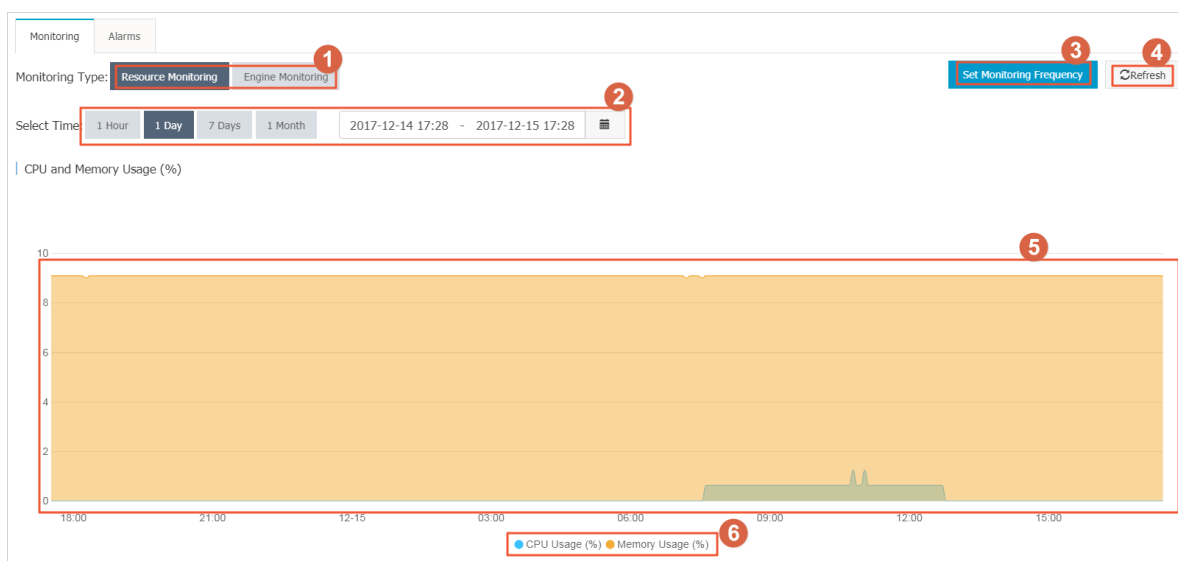 Monitoring Alarms
1 3 4
Monitoring Type: Resource Monitoring Engine Monitoring Set Monitoring Frequency Refresh
2
Select Time: 1 Hour 1 Day 7 Days 1 Month 2017-12-14 17:28 - 2017-12-15 17:28
CPU and Memory Usage (%)
5
10
8
6
4
2
0
18:00 21:00 12-15 03:00 06:00 09:00 12:00 15:00
CPU Usage (%) Memory Usage (%) 6